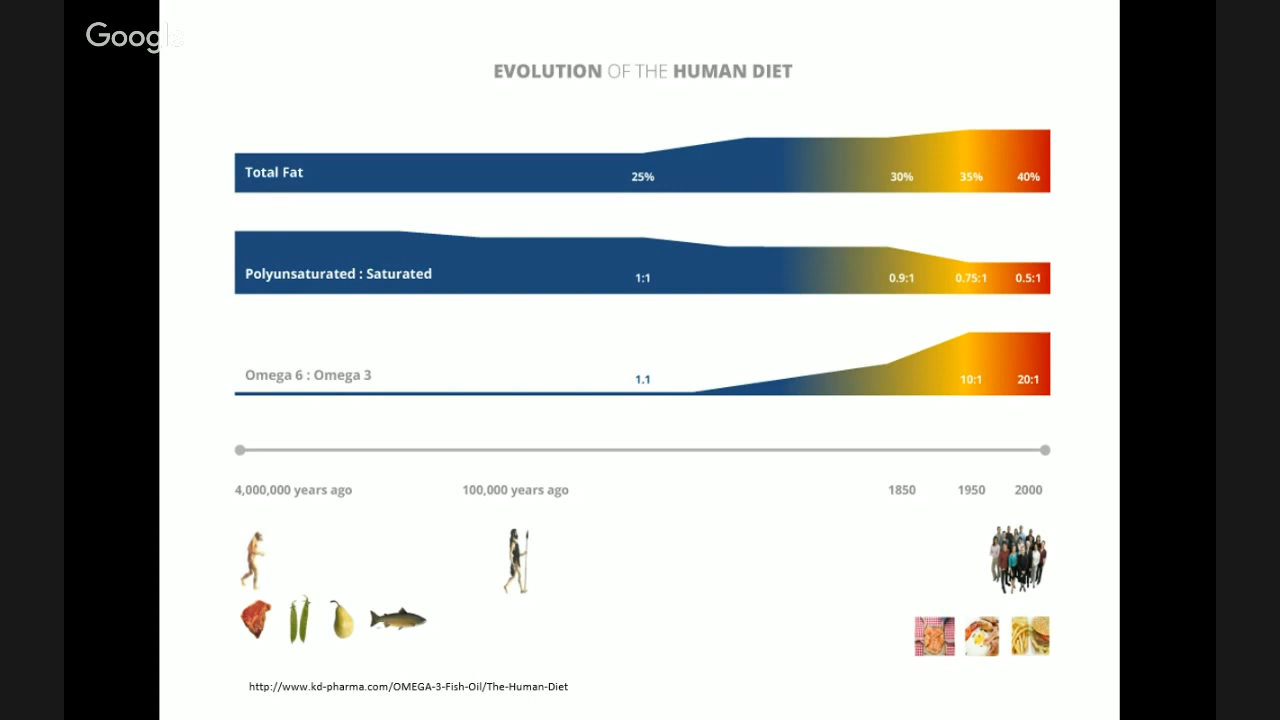 Google
EVOLUTION OF THE HUMAN DIET
Total Fat
25%
30%
35%
40%
Polyunsaturated : Saturated
1:1
0.9:1
0.75:1
0.5:1
Omega 6 : Omega 3
1.1
10:1
20:1
4,000,000 years ago
100,000 years ago
1850
1950
2000
http://www.kd-pharma.com/OMEGA-3-Fish-Oil/The-Human-Diet